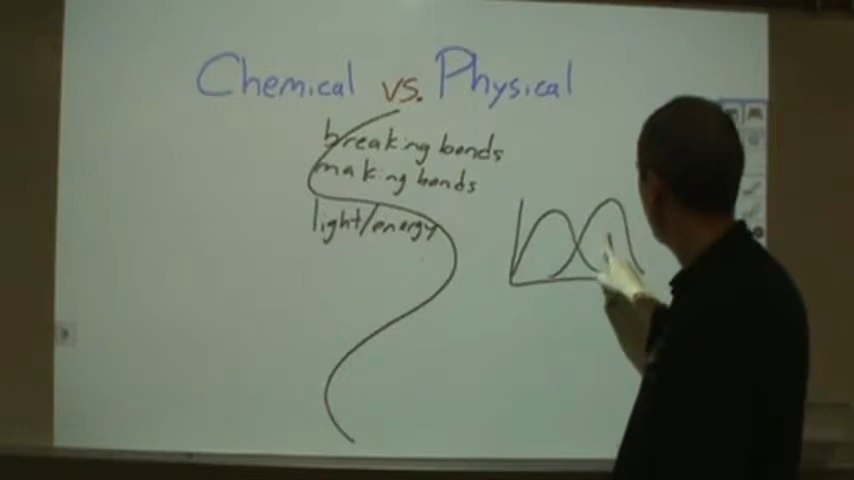 Chemical vs. Physical
breaking bonds
making bonds
light/energy